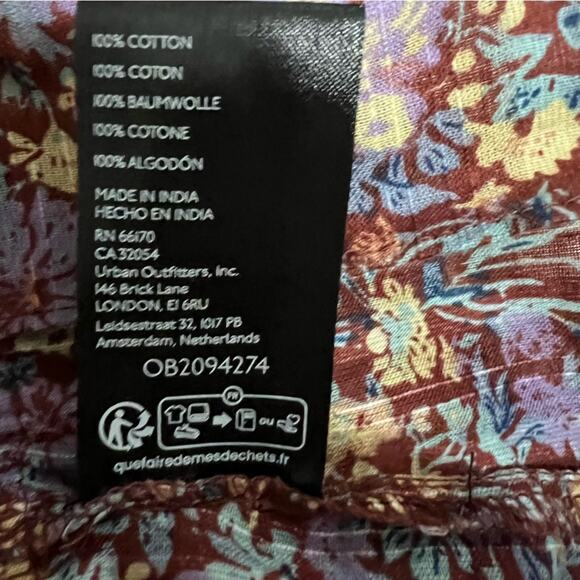 100% COTTON
100% COTON
100% BAUMWOLLE
100% COTONE
100% ALGODÓN
MADE IN INDIA
HECHO EN INDIA
RN 66170
CA 32054
Urban Outfitters, Inc.
146 Brick Lane
LONDON, E1 6RU
Leidsestraat 32, 1017 PB
Amsterdam, Netherlands
OB2094274
FR
ou
quefairedemesdechets.fr